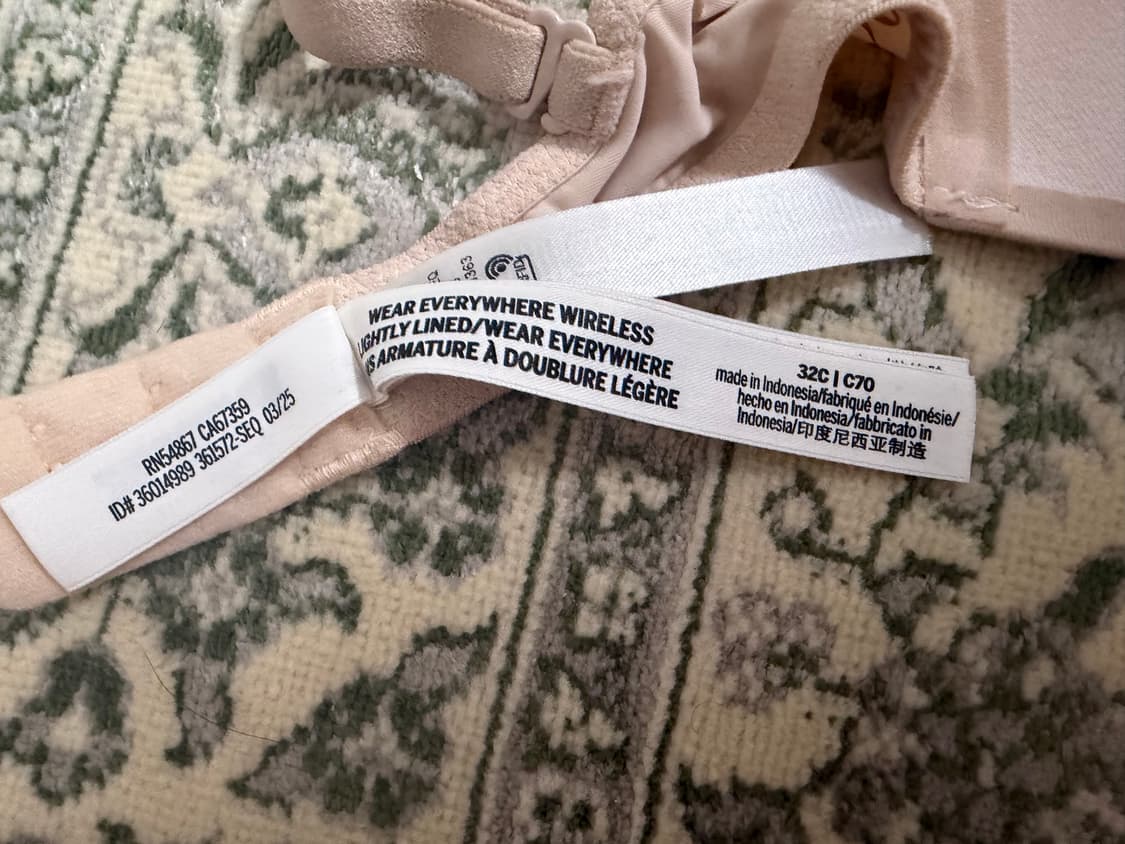 RN54867 CA67359
ID# 36014989 361572-SEQ 03/25
WEAR EVERYWHERE WIRELESS
LIGHTLY LINED/WEAR EVERYWHERE
ARMATURE À DOUBLURE LÉGÈRE
32C | C70
made in Indonesia/fabriqué en Indonésie/
hecho en Indonesia/fabbricato in
Indonesia/印度尼西亚制造